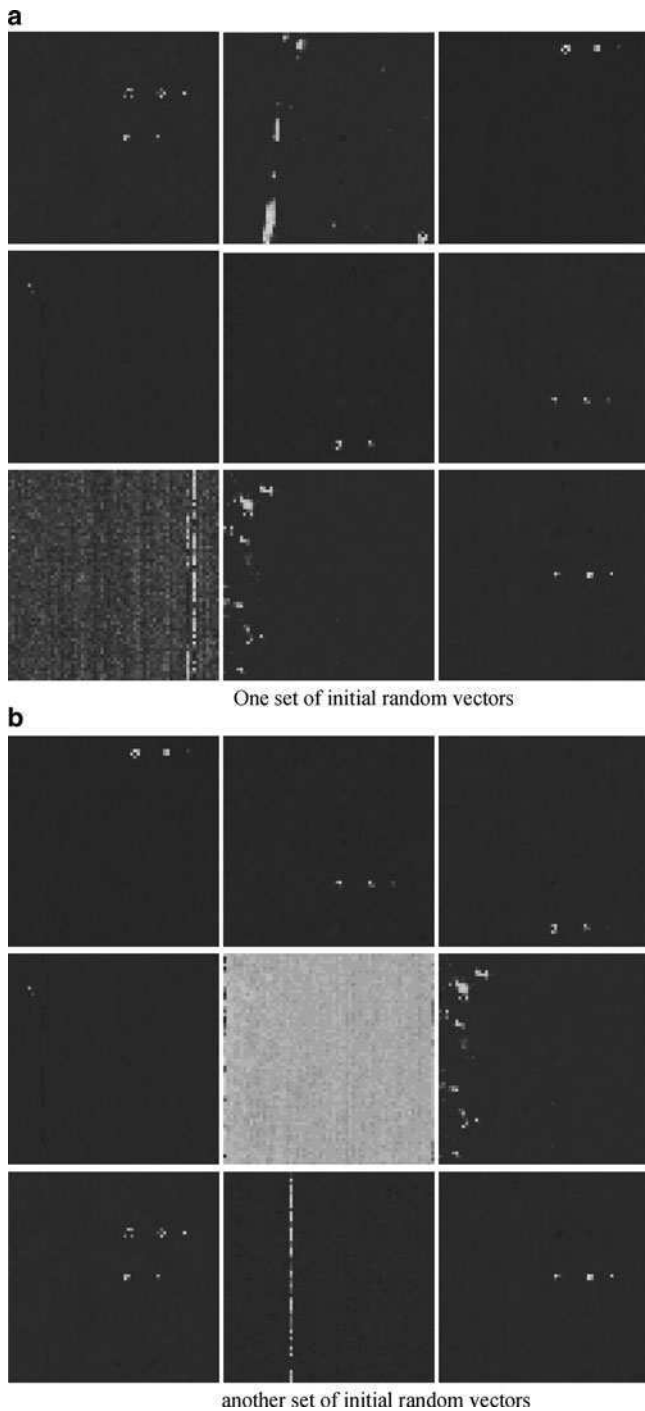 a
One set of initial random vectors
b
another set of initial random vectors